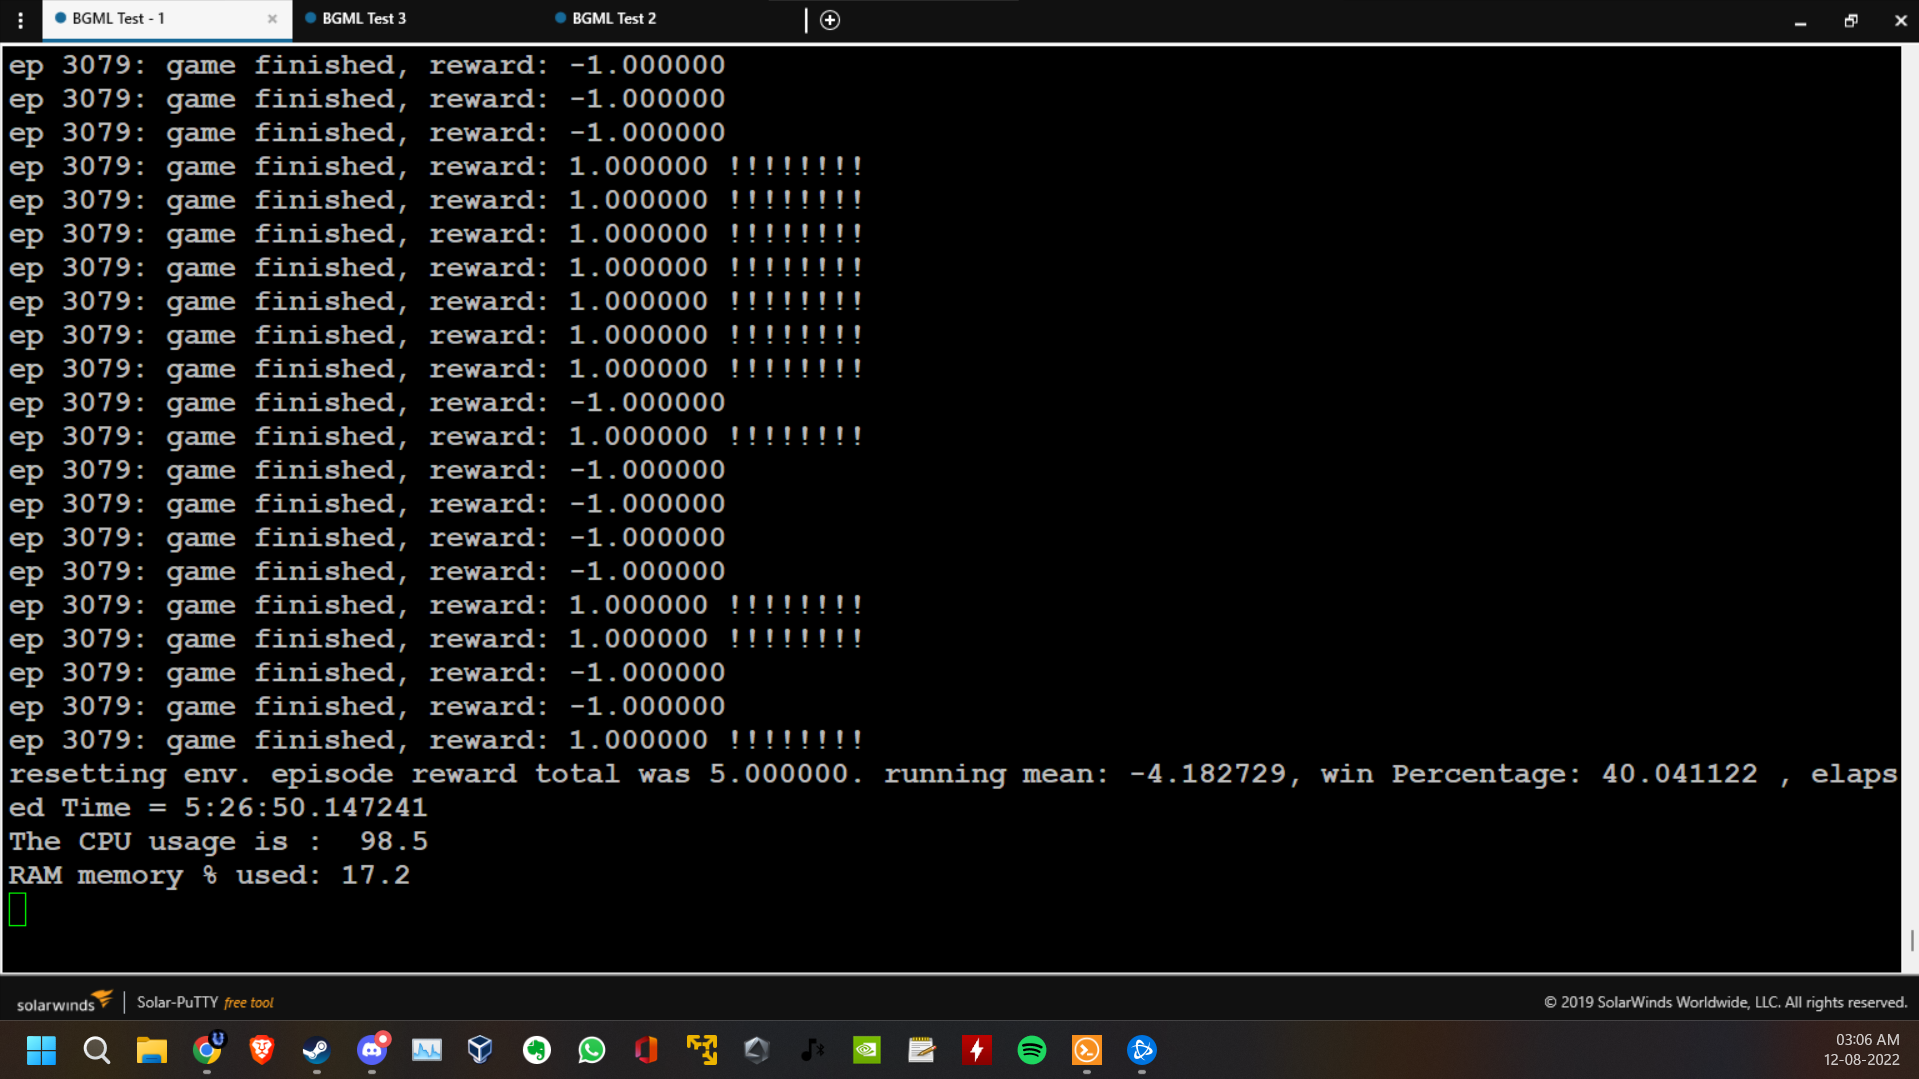 BGML Test - 1
BGML Test 3
BGML Test 2
ep 3079: game finished, reward: -1.000000
ep 3079: game finished, reward: -1.000000
ep 3079: game finished, reward: -1.000000
ep 3079: game finished, reward: 1.000000 !!!!!!!!
ep 3079: game finished, reward: 1.000000 !!!!!!!!
ep 3079: game finished, reward: 1.000000 !!!!!!!!
ep 3079: game finished, reward: 1.000000 !!!!!!!!
ep 3079: game finished, reward: 1.000000 !!!!!!!!
ep 3079: game finished, reward: 1.000000 !!!!!!!!
ep 3079: game finished, reward: 1.000000 !!!!!!!!
ep 3079: game finished, reward: -1.000000
ep 3079: game finished, reward: 1.000000 !!!!!!!!
ep 3079: game finished, reward: -1.000000
ep 3079: game finished, reward: -1.000000
ep 3079: game finished, reward: -1.000000
ep 3079: game finished, reward: -1.000000
ep 3079: game finished, reward: 1.000000 !!!!!!!!
ep 3079: game finished, reward: 1.000000 !!!!!!!!
ep 3079: game finished, reward: -1.000000
ep 3079: game finished, reward: -1.000000
ep 3079: game finished, reward: 1.000000 !!!!!!!!
resetting env. episode reward total was 5.000000. running mean: -4.182729, win Percentage: 40.041122 , elaps
ed Time = 5:26:50.147241
The CPU usage is :  98.5
RAM memory % used: 17.2
solarwinds
Solar-PuTTY free tool
© 2019 SolarWinds Worldwide, LLC. All rights reserved.
03:06 AM
12-08-2022